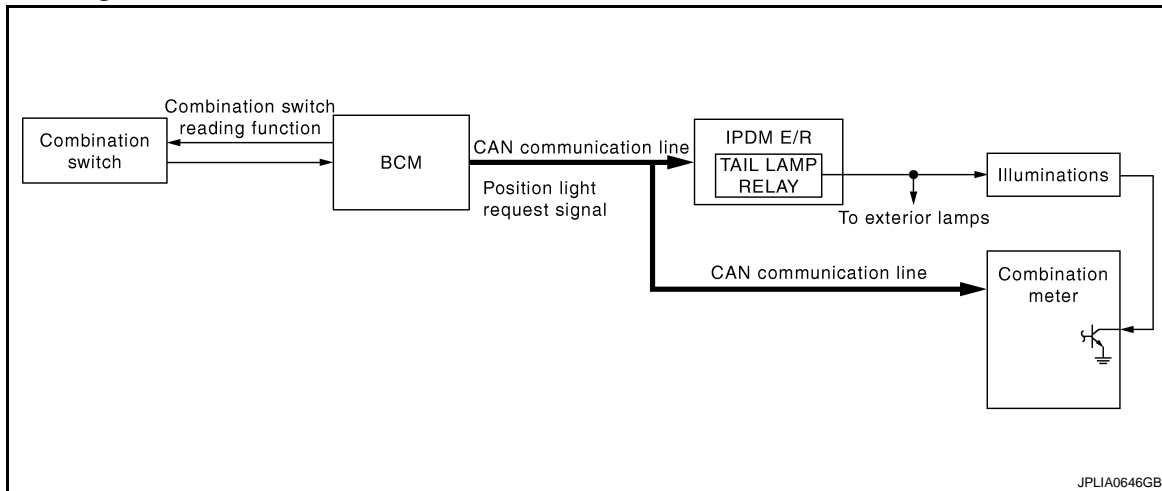 Combination switch
reading function
Combination
switch
BCM
CAN communication line
Position light
request signal
IPDM E/R
TAIL LAMP
RELAY
Illuminations
To exterior lamps
CAN communication line
Combination
meter
JPLIA0646GB